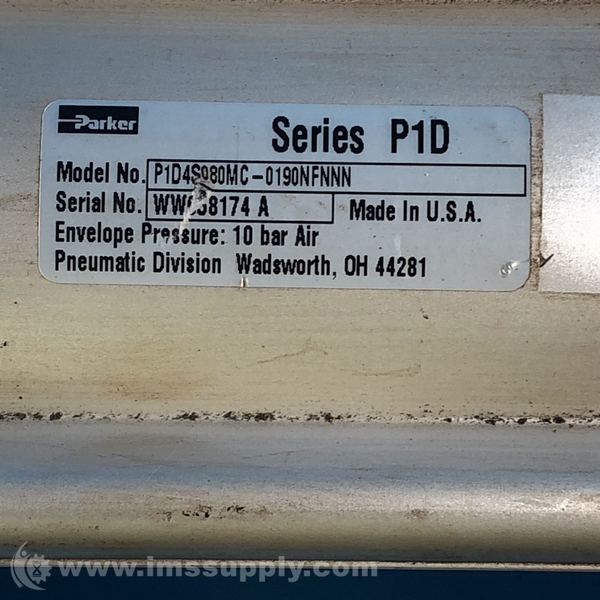 Parker
Series P1D
Model No. P1D4S080MC-0190NFNNN
Serial No. A
Made In U.S.A.
Envelope Pressure: 10 bar Air
Pneumatic Division Wadsworth, OH 44281
www.imssupply.com